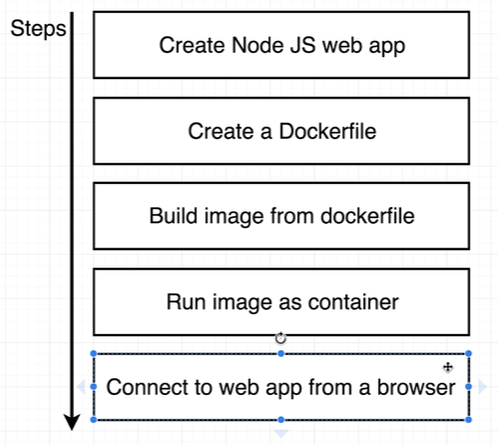 Steps
Create Node JS web app
Create a Dockerfile
Build image from dockerfile
Run image as container
Connect to web app from a browser